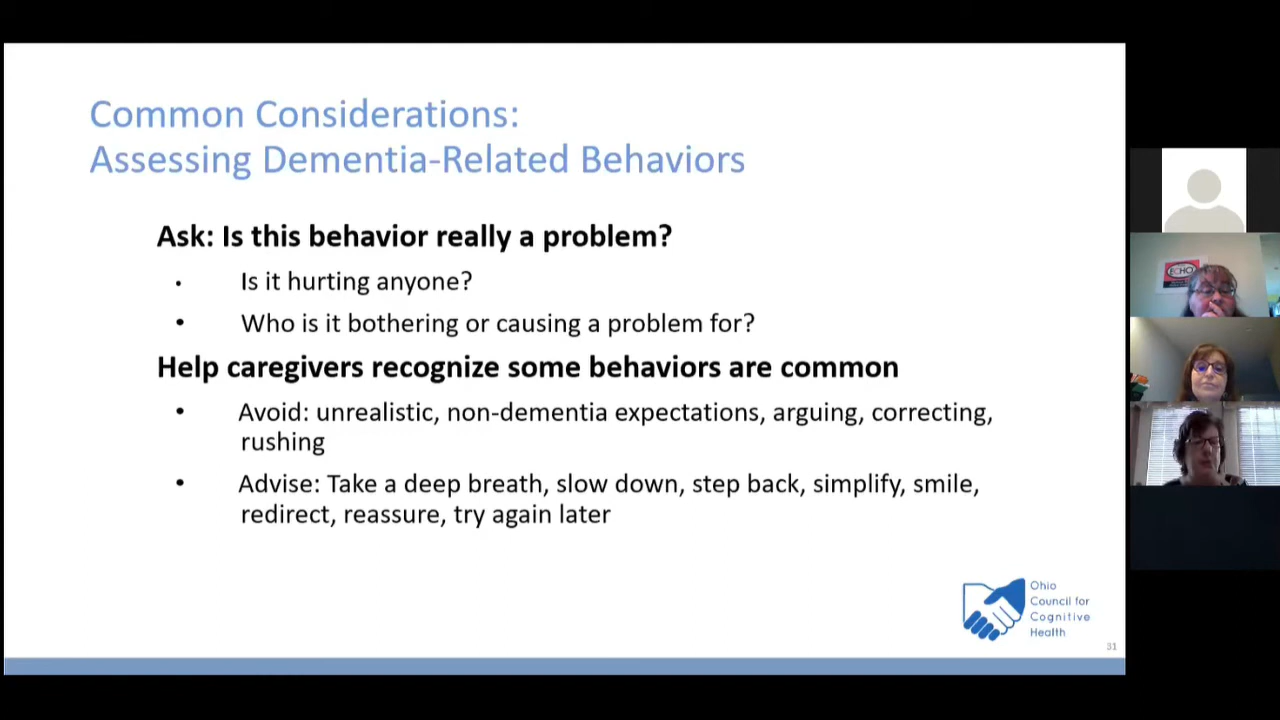 Common Considerations:
Assessing Dementia-Related Behaviors
Ask: Is this behavior really a problem?
• Is it hurting anyone?
• Who is it bothering or causing a problem for?
Help caregivers recognize some behaviors are common
• Avoid: unrealistic, non-dementia expectations, arguing, correcting,
rushing
• Advise: Take a deep breath, slow down, step back, simplify, smile,
redirect, reassure, try again later
Ohio
Council for
Cognitive
Health
31
ECHO